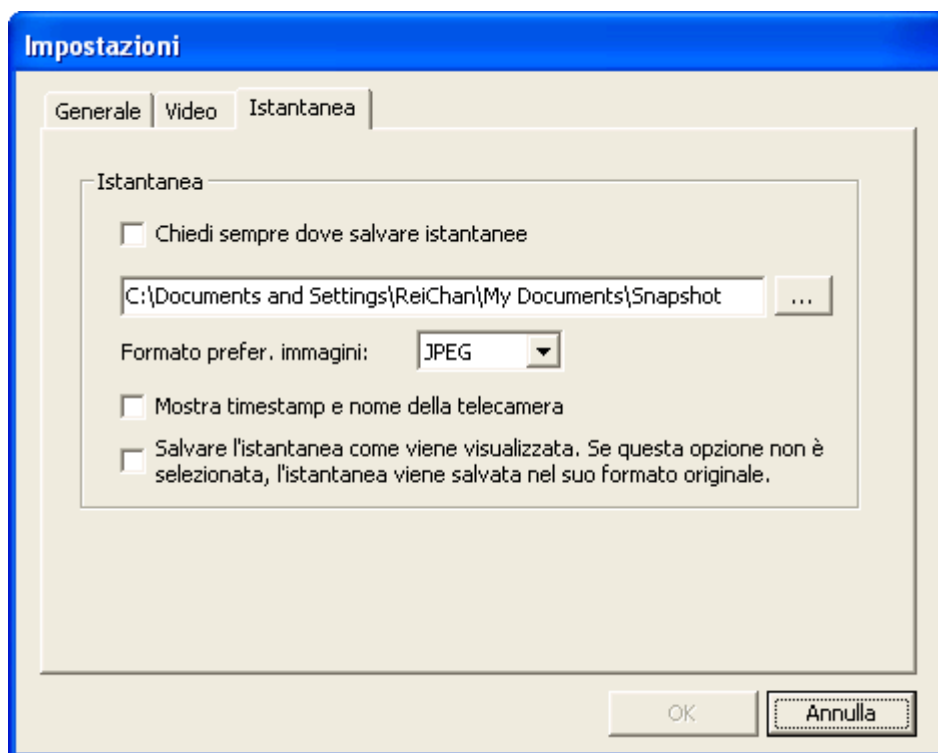 Impostazioni
Generale Video Istantanea
Istantanea
Chiedi sempre dove salvare istantanee
C:\Documents and Settings\ReiChan\My Documents\Snapshot ...
Formato prefer. immagini: JPEG
Mostra timestamp e nome della telecamera
Salvare l'istantanea come viene visualizzata. Se questa opzione non è
selezionata, l'istantanea viene salvata nel suo formato originale.
OK Annulla